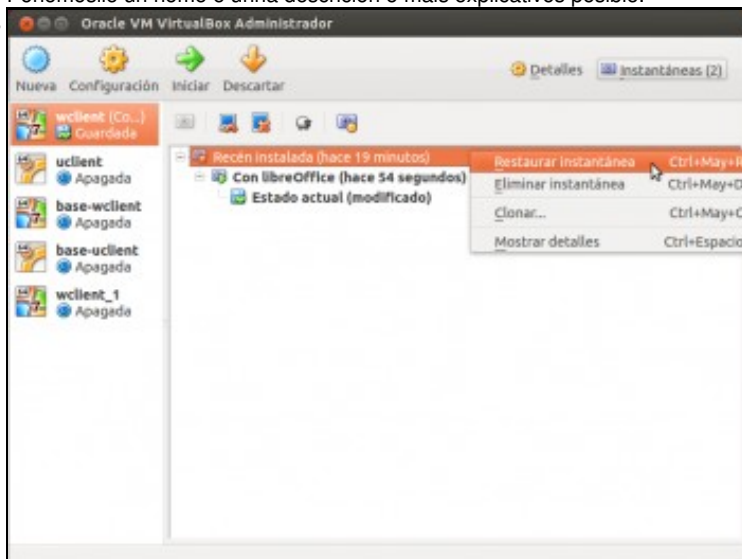 Poñemoslle un nome e unha descrición o máis explicativos posible.
Oracle VM VirtualBox Administrador
Nueva Configuración Iniciar Descartar
Detalles Instantáneas (2)
wclient (Co...)
Guardada
uclient
Apagada
base-wclient
Apagada
base-uclient
Apagada
wclient_1
Apagada
Recén instalada (hace 19 minutos)
Con libreOffice (hace 54 segundos)
Estado actual (modificado)
Restaurar instantánea Ctrl+May+R
Eliminar instantánea Ctrl+May+D
Clonar... Ctrl+May+C
Mostrar detalles Ctrl+Espacio